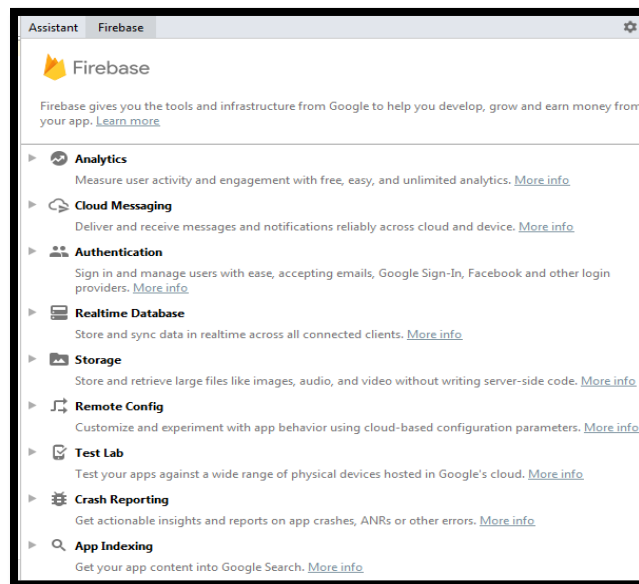 Assistant Firebase
Firebase
Firebase gives you the tools and infrastructure from Google to help you develop, grow and earn money from
your app. Learn more
Analytics
Measure user activity and engagement with free, easy, and unlimited analytics. More info
Cloud Messaging
Deliver and receive messages and notifications reliably across cloud and device. More info
Authentication
Sign in and manage users with ease, accepting emails, Google Sign-In, Facebook and other login
providers. More info
Realtime Database
Store and sync data in realtime across all connected clients. More info
Storage
Store and retrieve large files like images, audio, and video without writing server-side code. More info
Remote Config
Customize and experiment with app behavior using cloud-based configuration parameters. More info
Test Lab
Test your apps against a wide range of physical devices hosted in Google's cloud. More info
Crash Reporting
Get actionable insights and reports on app crashes, ANRs or other errors. More info
App Indexing
Get your app content into Google Search. More info